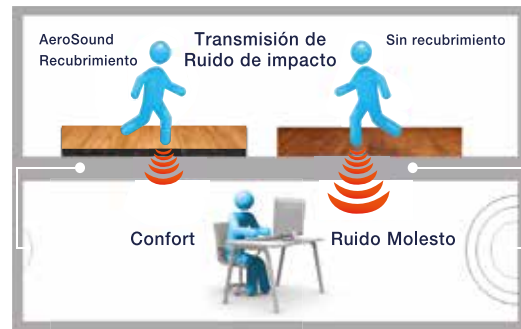 AeroSound
Recubrimiento
Transmisión de
Ruido de impacto
Sin recubrimiento
Confort
Ruido Molesto